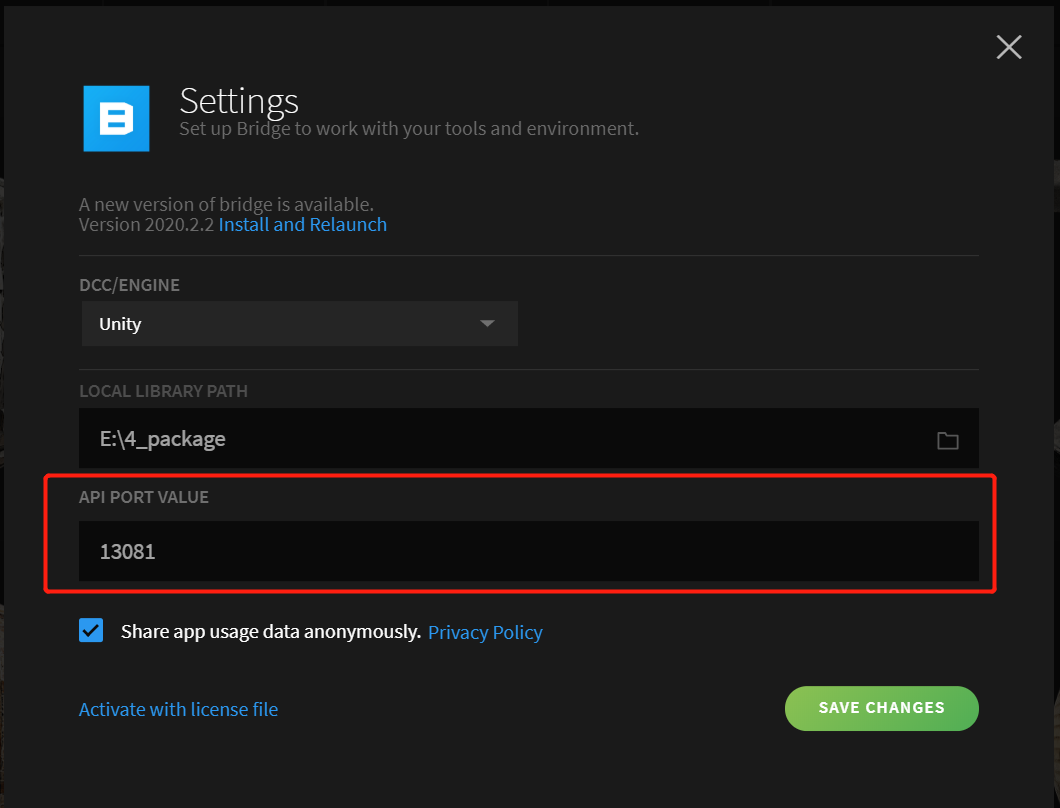 Settings
Set up Bridge to work with your tools and environment.
A new version of bridge is available.
Version 2020.2.2 Install and Relaunch
DCC/ENGINE
Unity
LOCAL LIBRARY PATH
E:\4_package
API PORT VALUE
13081
Share app usage data anonymously. Privacy Policy
Activate with license file
SAVE CHANGES